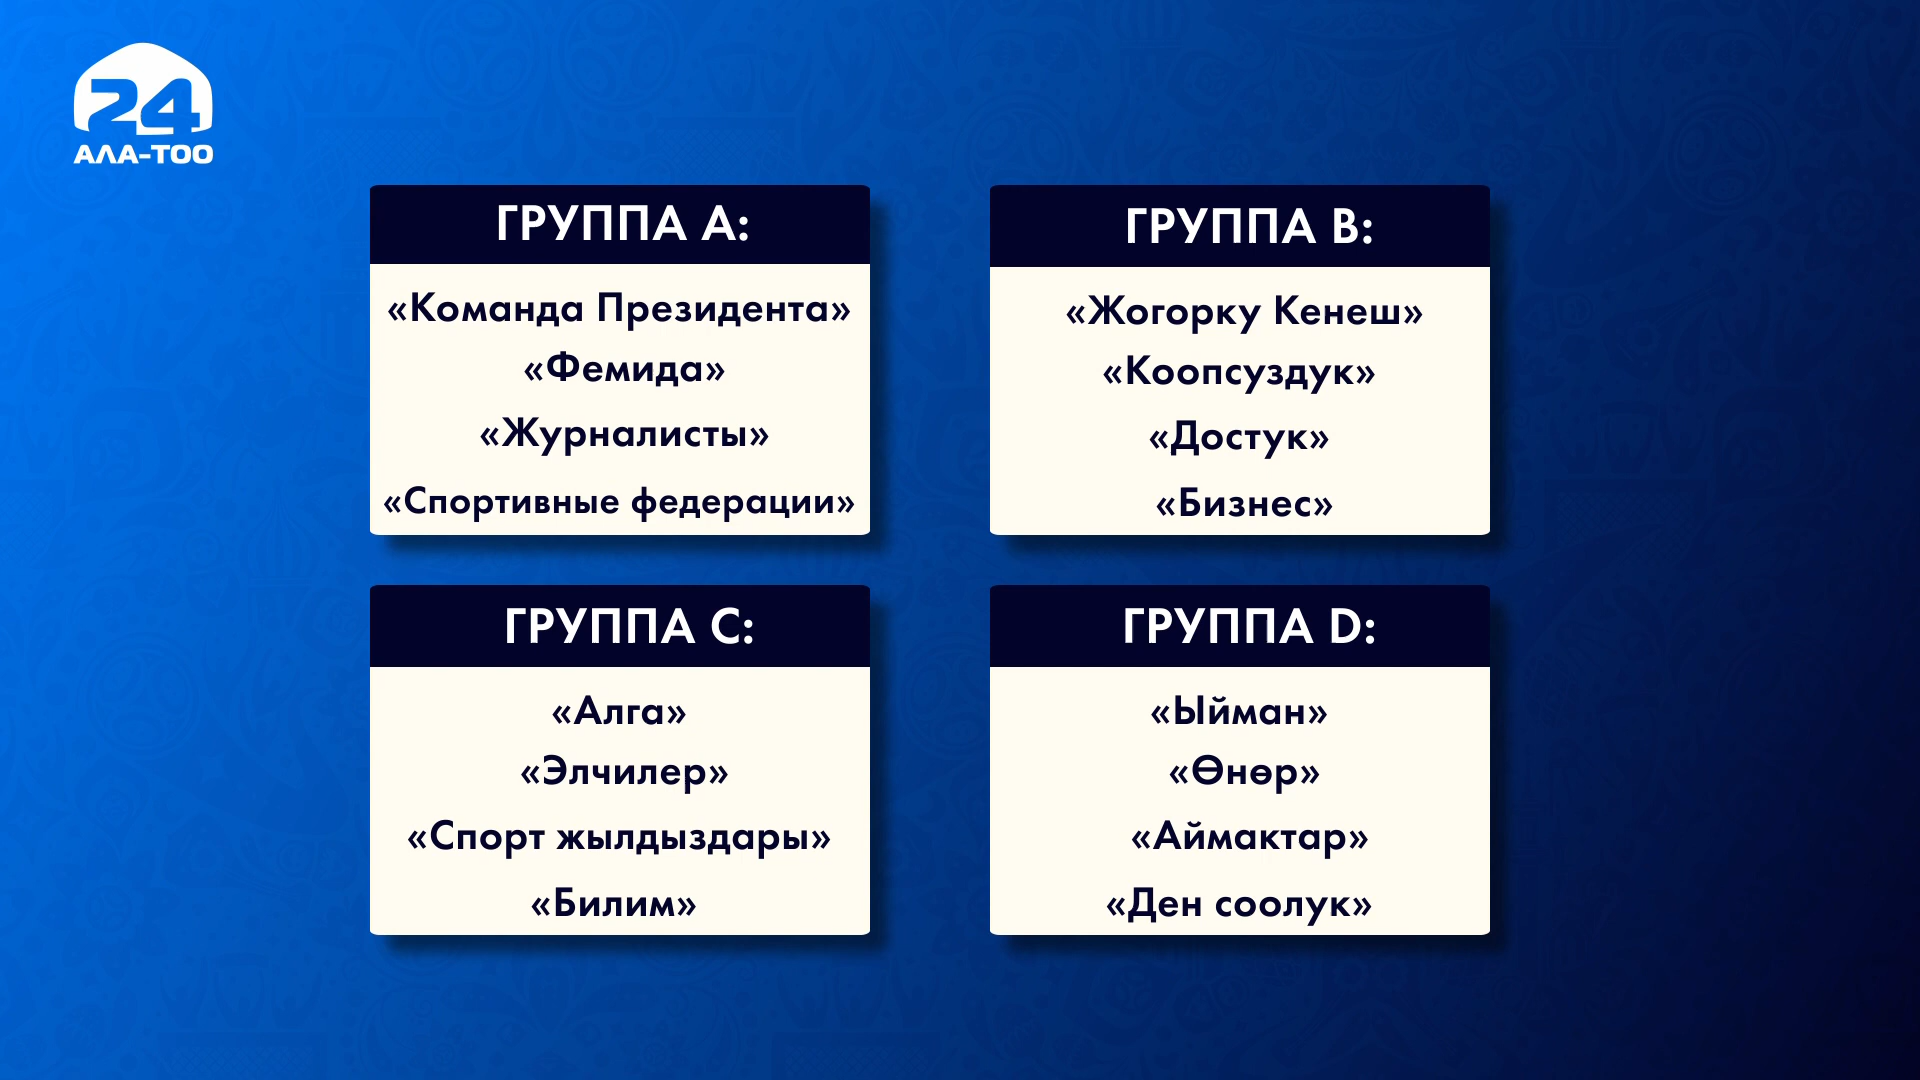 24
АЛА-ТОО
ГРУППА A:
«Команда Президента»
«Фемида»
«Журналисты»
«Спортивные федерации»
ГРУППА B:
«Жогорку Кенеш»
«Коопсуздук»
«Достук»
«Бизнес»
ГРУППА C:
«Алга»
«Элчилер»
«Спорт жылдыздары»
«Билим»
ГРУППА D:
«Ыйман»
«Өнөр»
«Аймактар»
«Ден соолук»